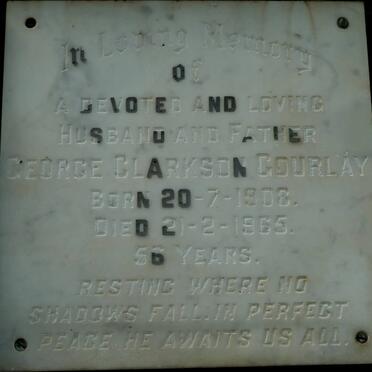 In Loving Memory
of
A DEVOTED AND LOVING
HUSBAND AND FATHER
GEORGE CLARKSON GOURLAY
BORN 20-7-1908.
DIED 21-2-1965.
56 YEARS.
RESTING WHERE NO
SHADOWS FALL. IN PERFECT
PEACE HE AWAITS US ALL.